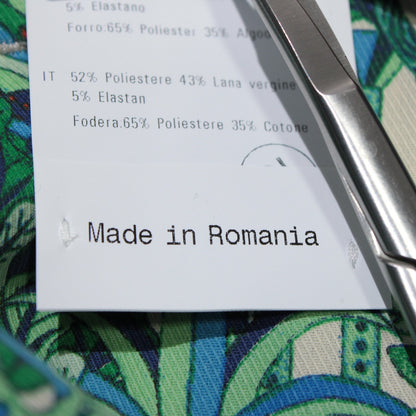 5% Elastano
Forro:65% Poliester 35% Algod
IT 52% Poliestere 43% Lana vergine
5% Elastan
Fodera.65% Poliestere 35% Cotone
Made in Romania